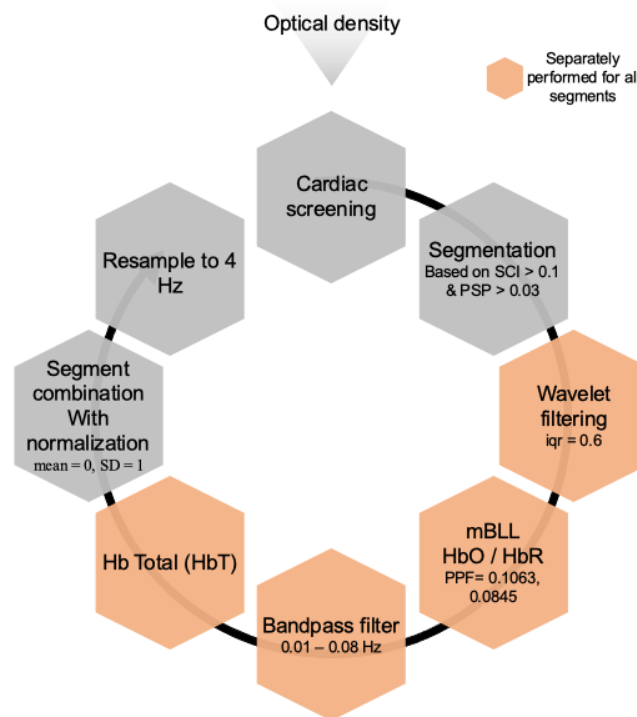 Optical density
Separately
performed for al
segments
Cardiac
screening
Segmentation
Based on SCI > 0.1
& PSP > 0.03
Wavelet
filtering
iqr = 0.6
mBLL
HbO / HbR
PPF= 0.1063,
0.0845
Bandpass filter
0.01 – 0.08 Hz
Hb Total (HbT)
Segment
combination
With
normalization
mean = 0, SD = 1
Resample to 4
Hz